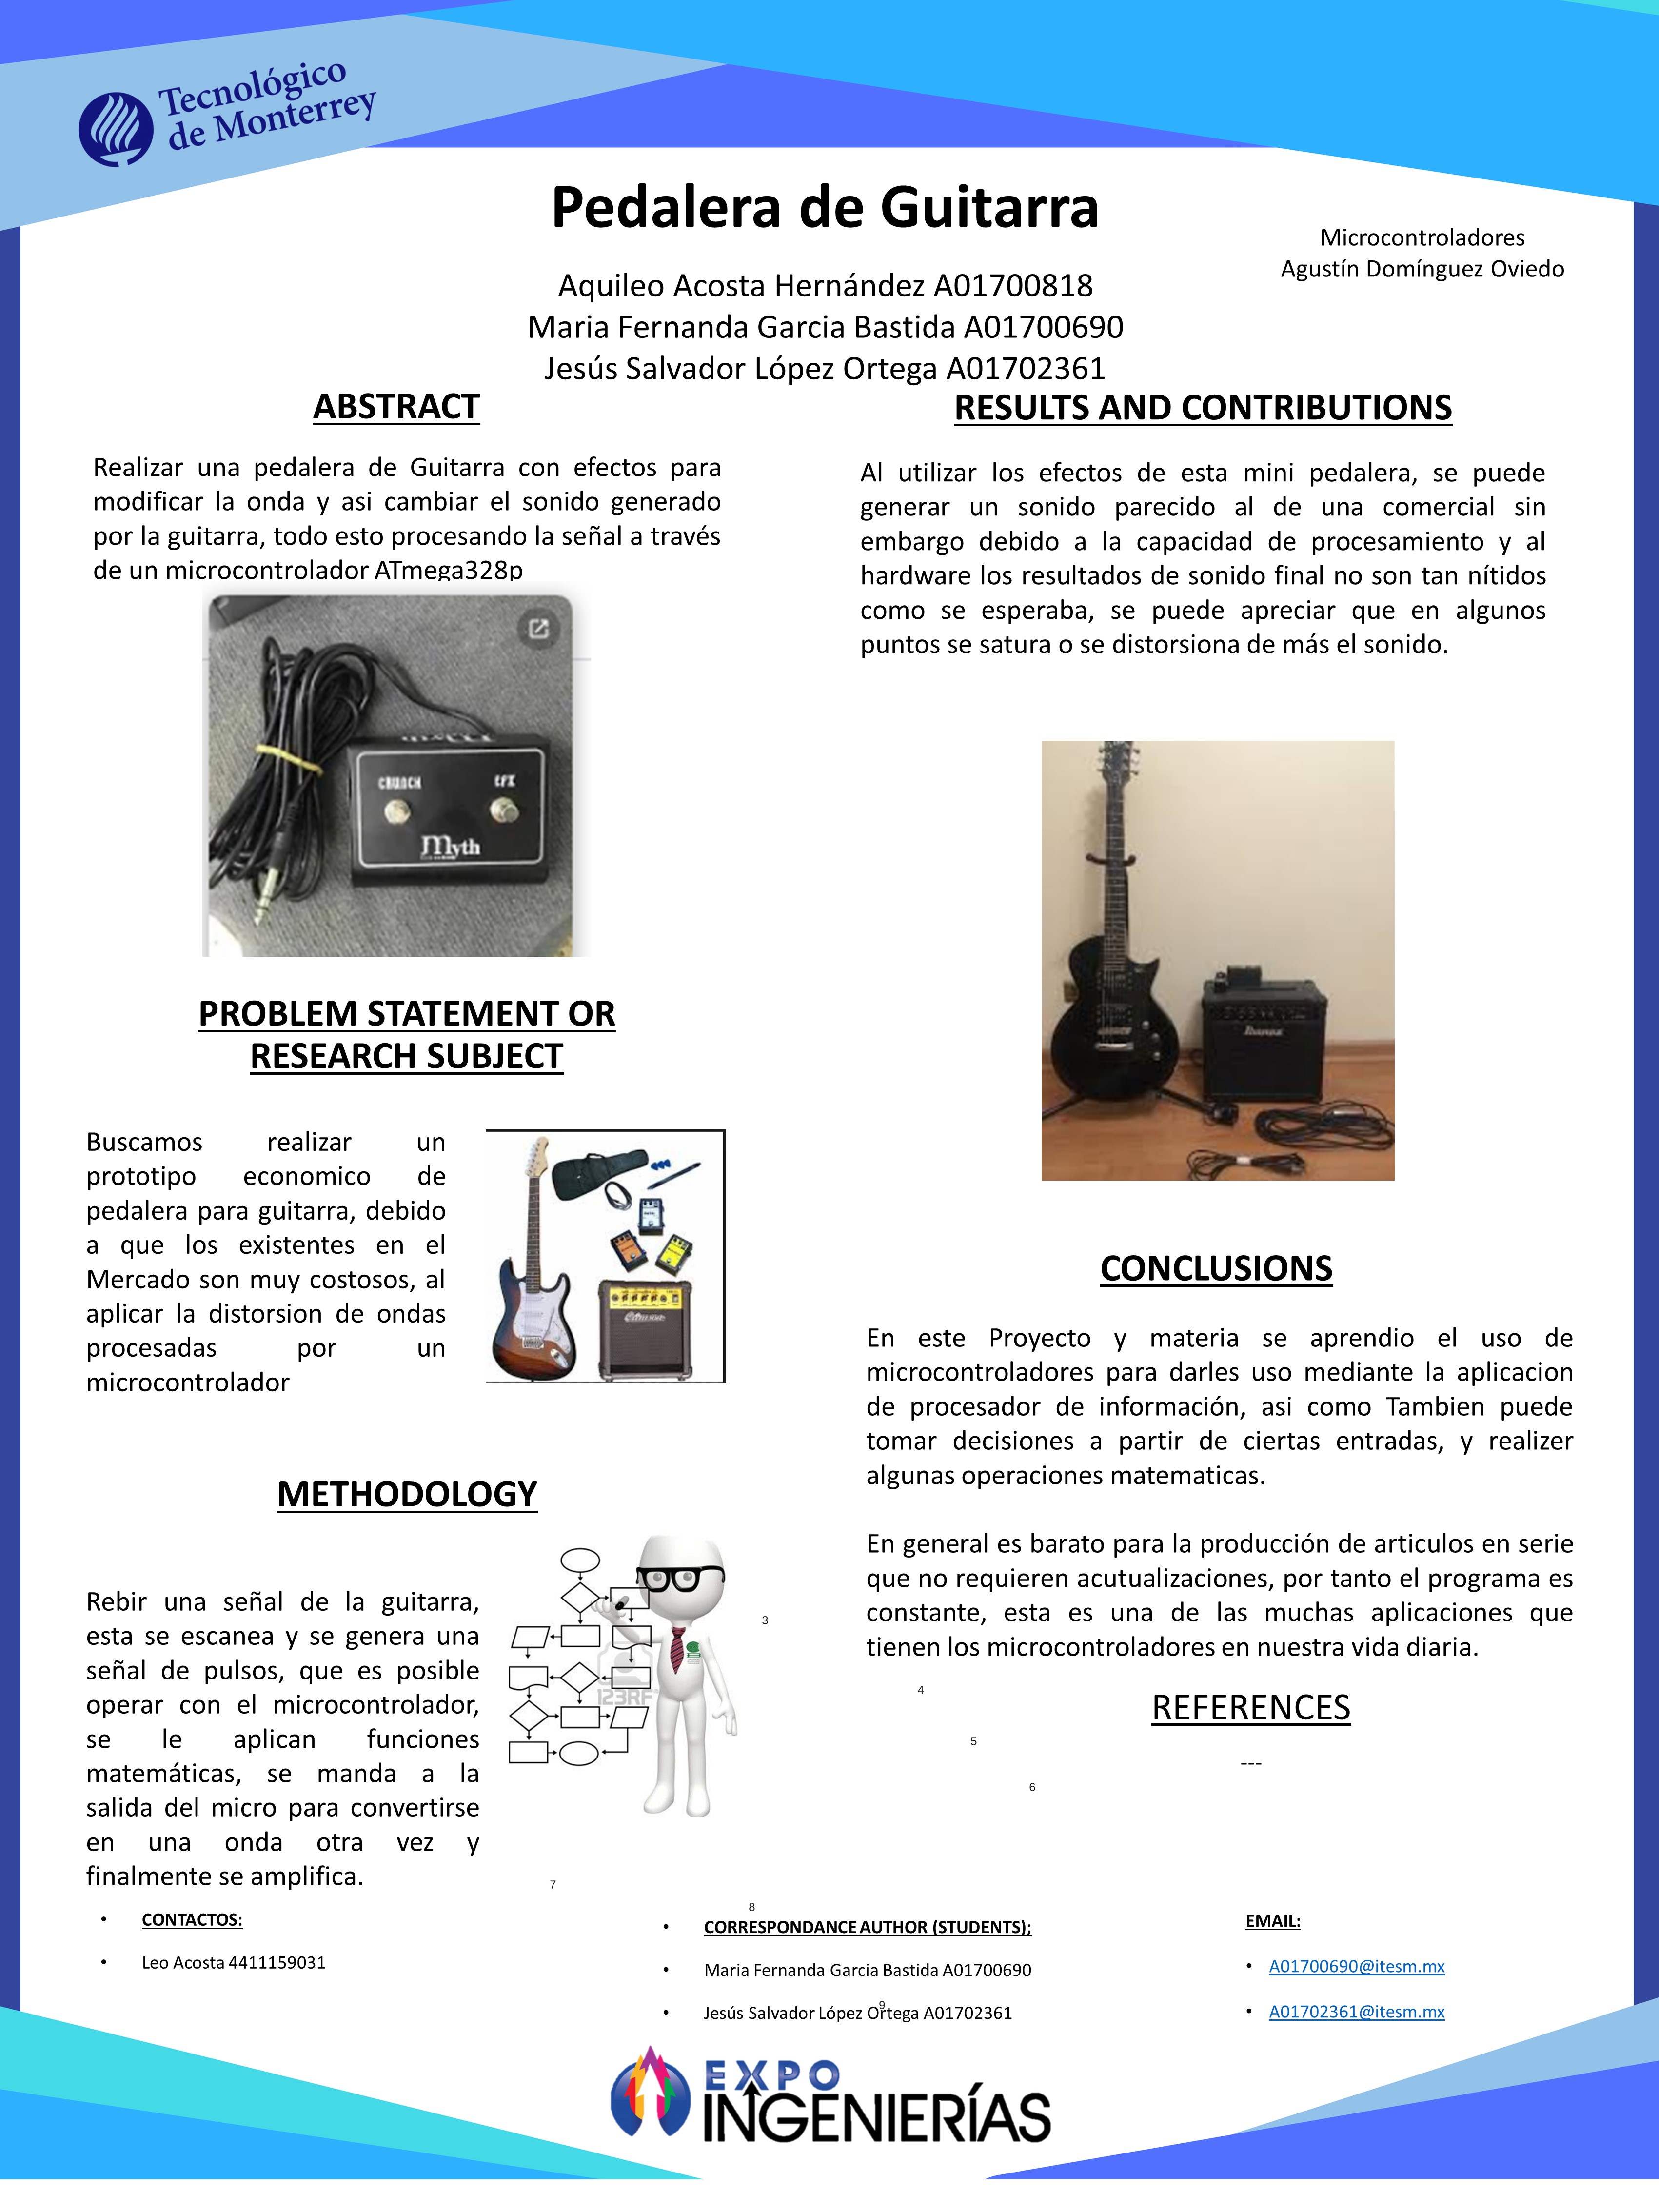 Tecnológico
de Monterrey
Pedalera de Guitarra
Microcontroladores
Agustín Domínguez Oviedo
Aquileo Acosta Hernández A01700818
Maria Fernanda Garcia Bastida A01700690
Jesús Salvador López Ortega A01702361
ABSTRACT
Realizar una pedalera de Guitarra con efectos para
modificar la onda y asi cambiar el sonido generado
por la guitarra, todo esto procesando la señal a través
de un microcontrolador ATmega328p
CRUNCH
EFX
Myth
PROBLEM STATEMENT OR
RESEARCH SUBJECT
Buscamos realizar un
prototipo economico de
pedalera para guitarra, debido
a que los existentes en el
Mercado son muy costosos, al
aplicar la distorsion de ondas
procesadas por un
microcontrolador
METHODOLOGY
Rebir una señal de la guitarra,
esta se escanea y se genera una
señal de pulsos, que es posible
operar con el microcontrolador,
se le aplican funciones
matemáticas, se manda a la
salida del micro para convertirse
en una onda otra vez y
finalmente se amplifica.
123RF
3
RESULTS AND CONTRIBUTIONS
Al utilizar los efectos de esta mini pedalera, se puede
generar un sonido parecido al de una comercial sin
embargo debido a la capacidad de procesamiento y al
hardware los resultados de sonido final no son tan nítidos
como se esperaba, se puede apreciar que en algunos
puntos se satura o se distorsiona de más el sonido.
Ibanez
CONCLUSIONS
En este Proyecto y materia se aprendio el uso de
microcontroladores para darles uso mediante la aplicacion
de procesador de información, asi como Tambien puede
tomar decisiones a partir de ciertas entradas, y realizer
algunas operaciones matematicas.
En general es barato para la producción de articulos en serie
que no requieren acutualizaciones, por tanto el programa es
constante, esta es una de las muchas aplicaciones que
tienen los microcontroladores en nuestra vida diaria.
4
REFERENCES
5
---
6
7
8
• CONTACTOS:
• Leo Acosta 4411159031
• CORRESPONDANCE AUTHOR (STUDENTS);
• Maria Fernanda Garcia Bastida A01700690
9
• Jesús Salvador López Ortega A01702361
EMAIL:
• A01700690@itesm.mx
• A01702361@itesm.mx
EXPO
INGENIERÍAS